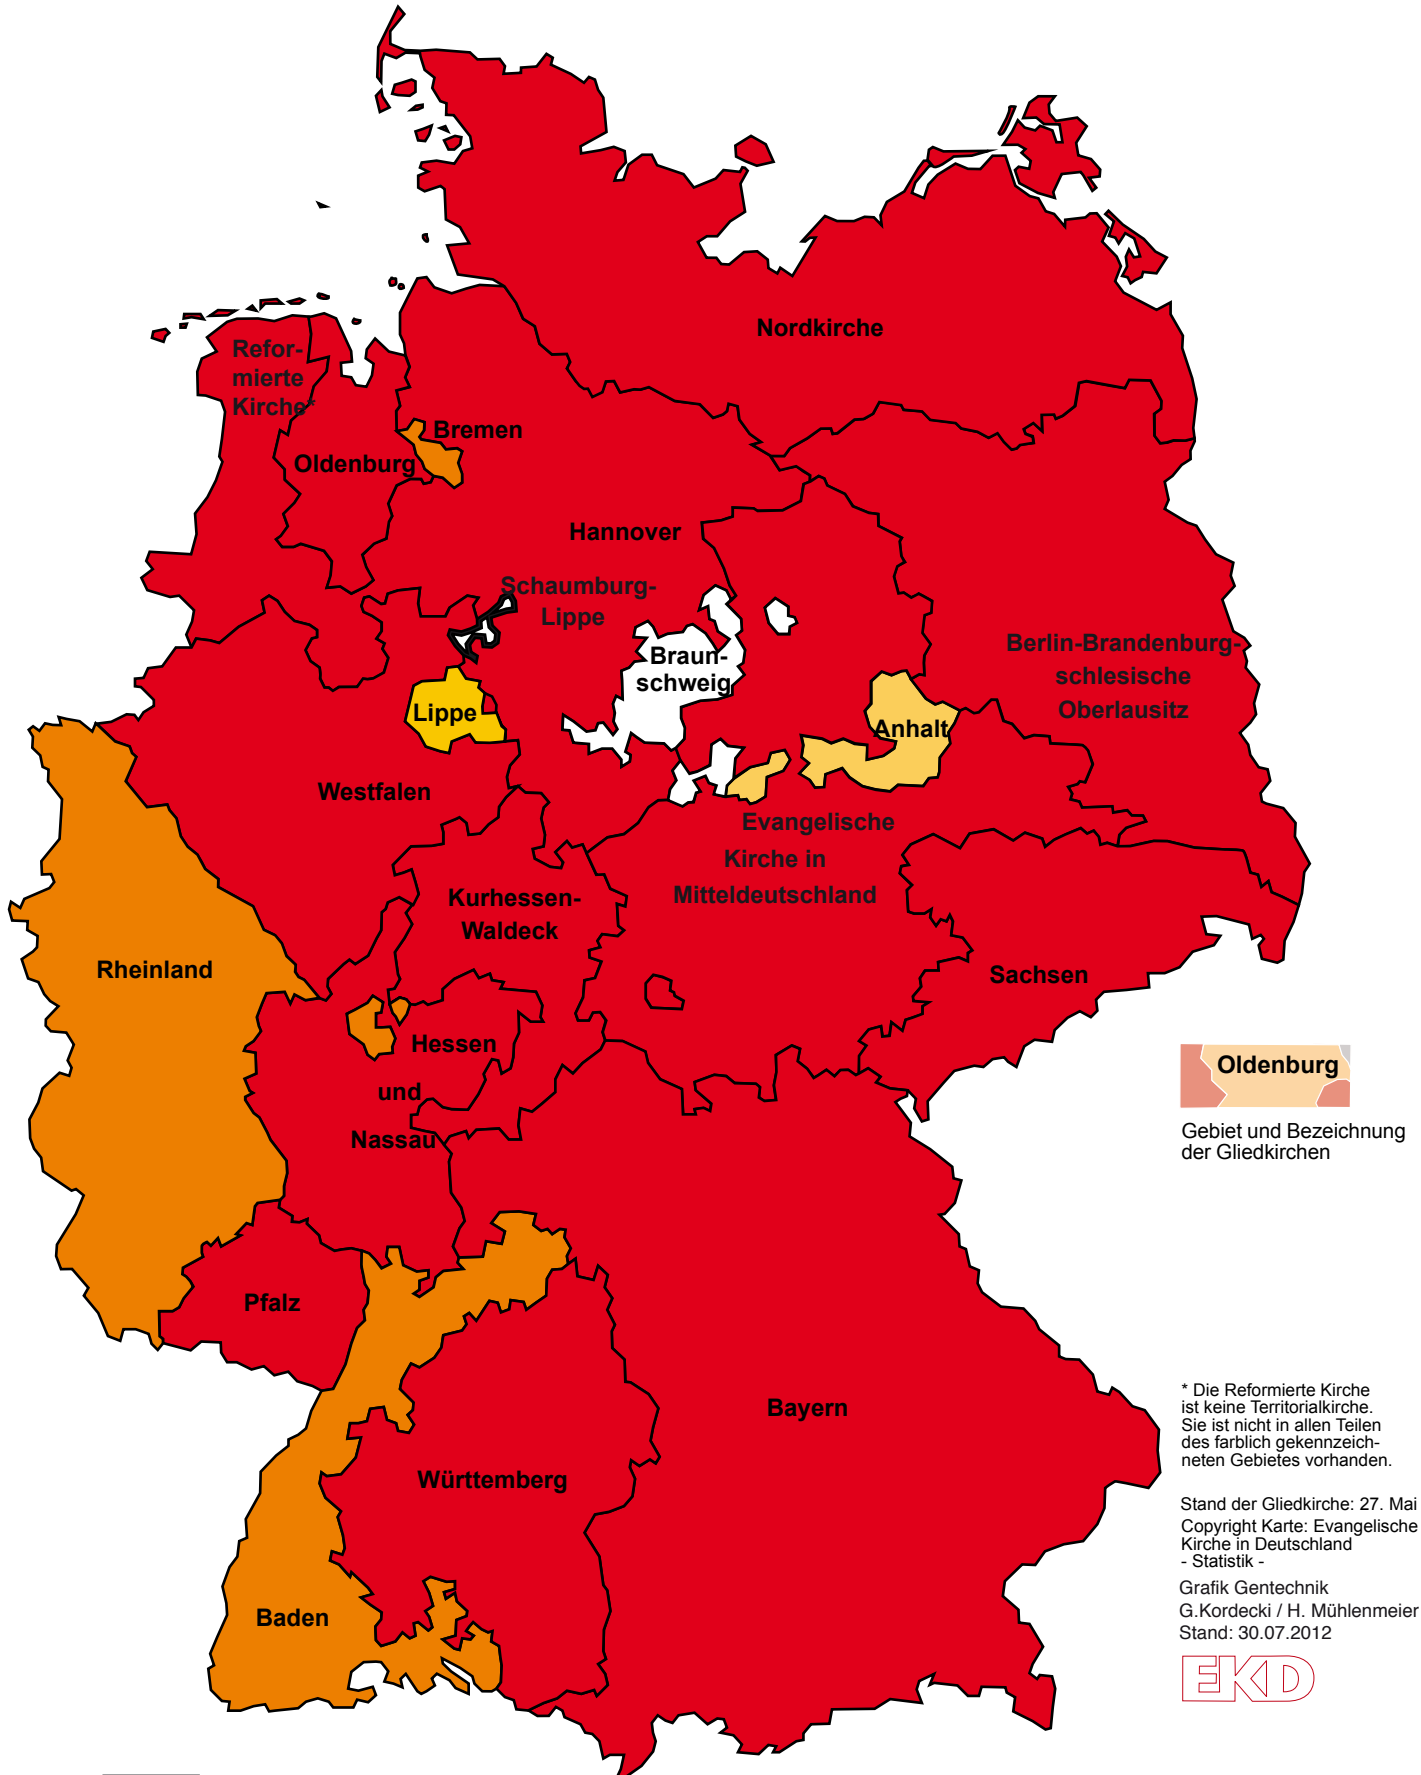 Nordkirche
Refor-
mierte
Kirche*
Bremen
Oldenburg
Hannover
Schaumburg-
Lippe
Braun-
schweig
Berlin-Brandenburg-
schlesische
Oberlausitz
Lippe
Anhalt
Westfalen
Evangelische
Kirche in
Mitteldeutschland
Kurhessen-
Waldeck
Rheinland
Sachsen
Hessen
und
Nassau
Oldenburg
Gebiet und Bezeichnung
der Gliedkirchen
Pfalz
Bayern
Württemberg
Baden
* Die Reformierte Kirche
ist keine Territorialkirche.
Sie ist nicht in allen Teilen
des farblich gekennzeich-
neten Gebietes vorhanden.
Stand der Gliedkirche: 27. Mai
Copyright Karte: Evangelische
Kirche in Deutschland
- Statistik -
Grafik Gentechnik
G.Kordecki / H. Mühlenmeier
Stand: 30.07.2012
EKD